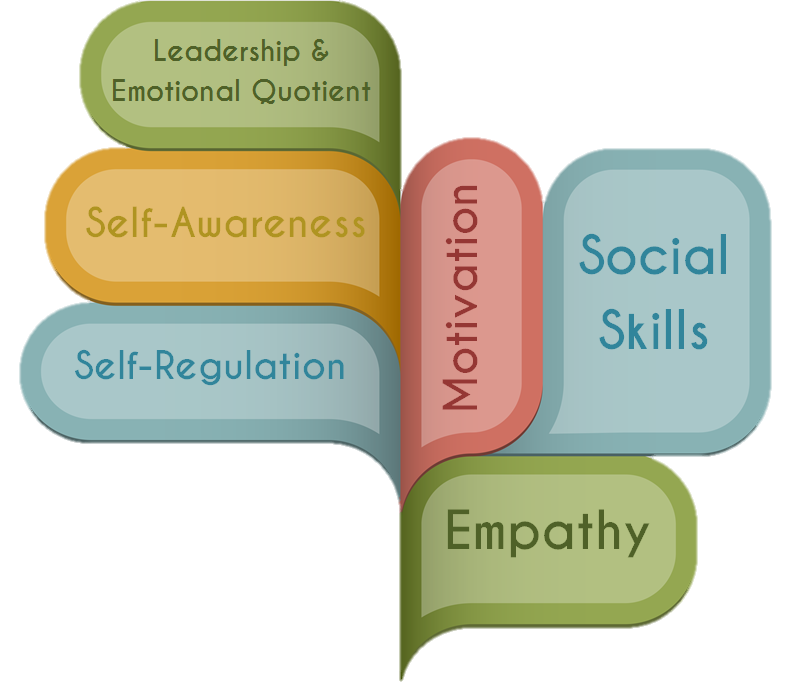 Leadership &
Emotional Quotient
Self-Awareness
Self-Regulation
Motivation
Social
Skills
Empathy